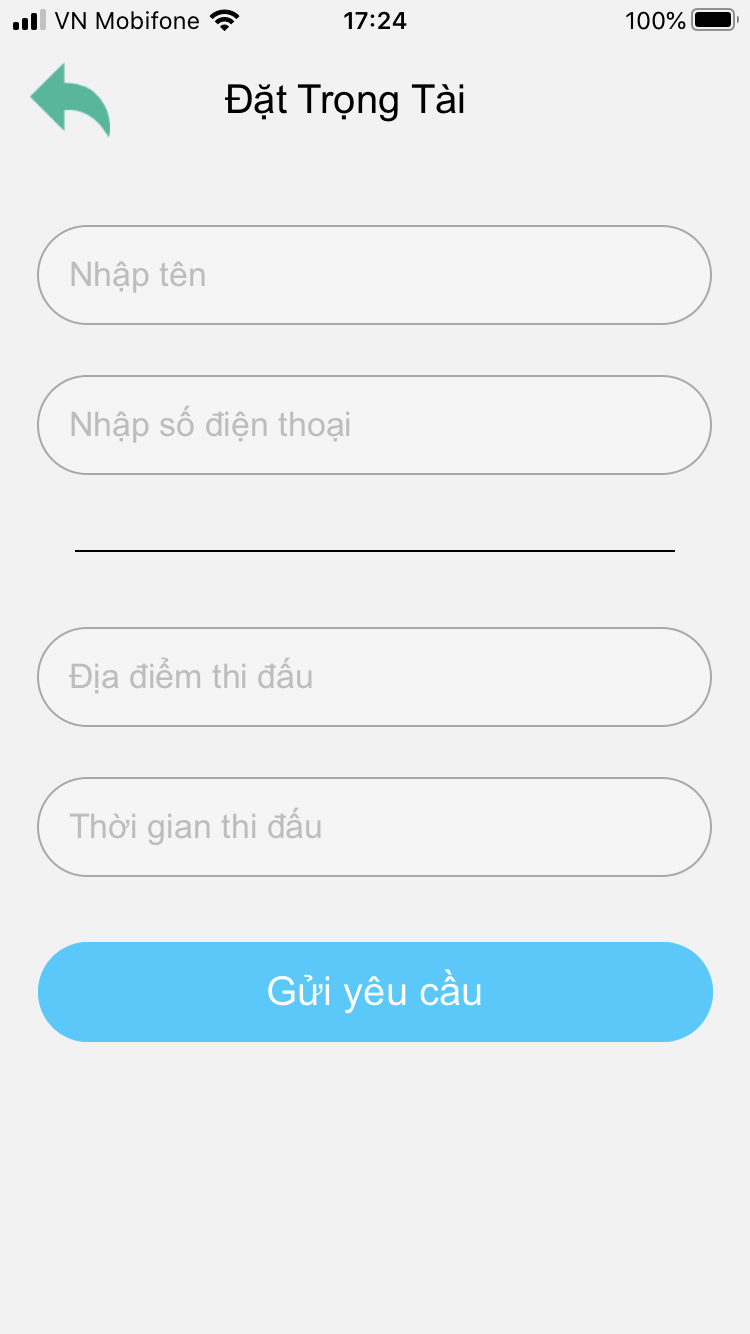 VN Mobifone 17:24 100%
Đặt Trọng Tài
Nhập tên
Nhập số điện thoại
Địa điểm thi đấu
Thời gian thi đấu
Gửi yêu cầu